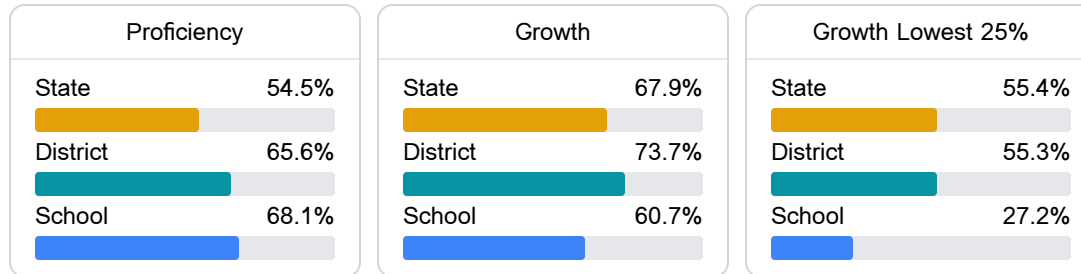 Proficiency
State 54.5%
District 65.6%
School 68.1%
Growth
State 67.9%
District 73.7%
School 60.7%
Growth Lowest 25%
State 55.4%
District 55.3%
School 27.2%